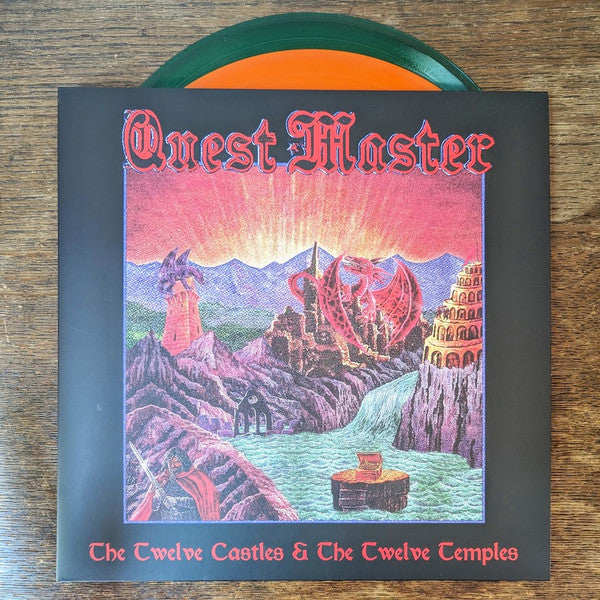 Quest Master
The Twelve Castles & The Twelve Temples